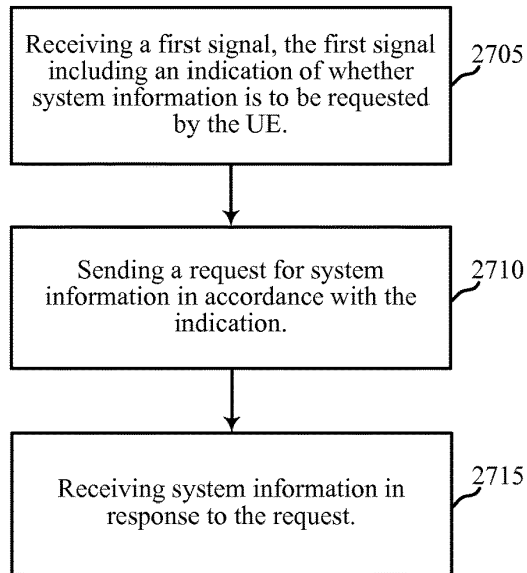 Receiving a first signal, the first signal
including an indication of whether
system information is to be requested
by the UE.
2705
Sending a request for system
information in accordance with the
indication.
2710
Receiving system information in
response to the request.
2715